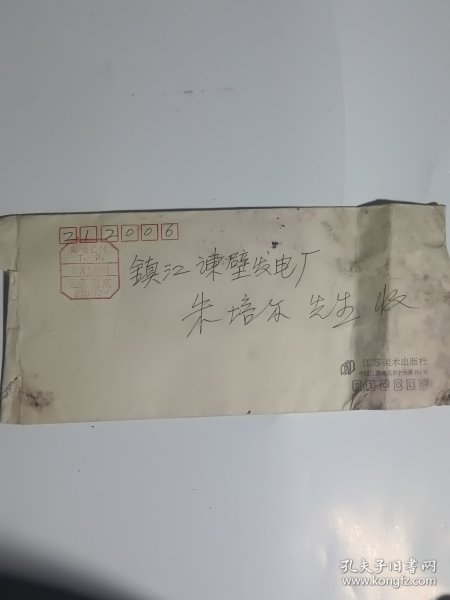 212006
T. P.
鎮江谏壁发电厂
朱培尔 先生 收
江苏美术出版社
孔夫子旧书网
www.kongfz.com